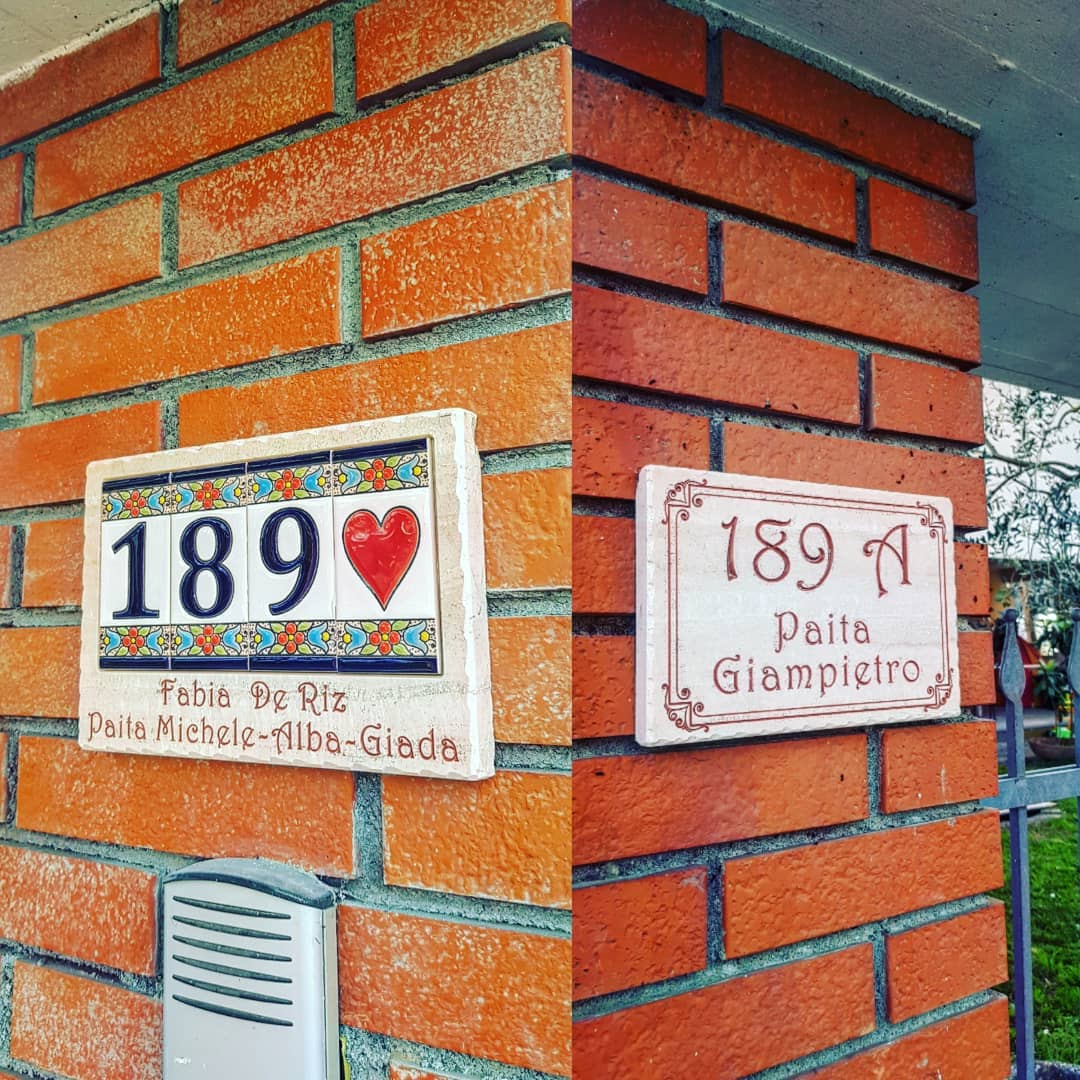 189
Fabia De Riz
Paita Michele-Alba-Giada
189 A
Paita
Giampietro